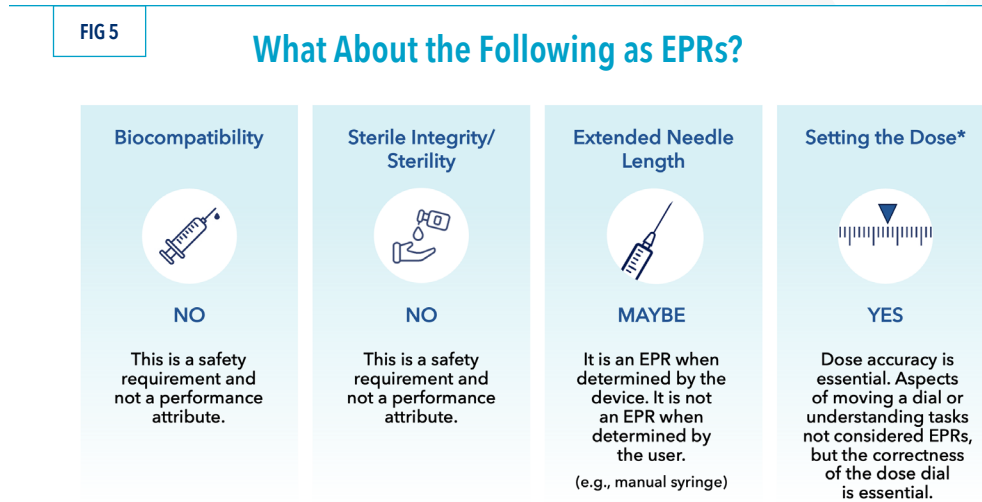 FIG 5
What About the Following as EPRs?
Biocompatibility
NO
This is a safety
requirement and
not a performance
attribute.
Sterile Integrity/
Sterility
NO
This is a safety
requirement and
not a performance
attribute.
Extended Needle
Length
MAYBE
It is an EPR when
determined by the
device. It is not
an EPR when
determined by
the user.
(e.g., manual syringe)
Setting the Dose*
YES
Dose accuracy is
essential. Aspects
of moving a dial or
understanding tasks
not considered EPRs,
but the correctness
of the dose dial
is essential.